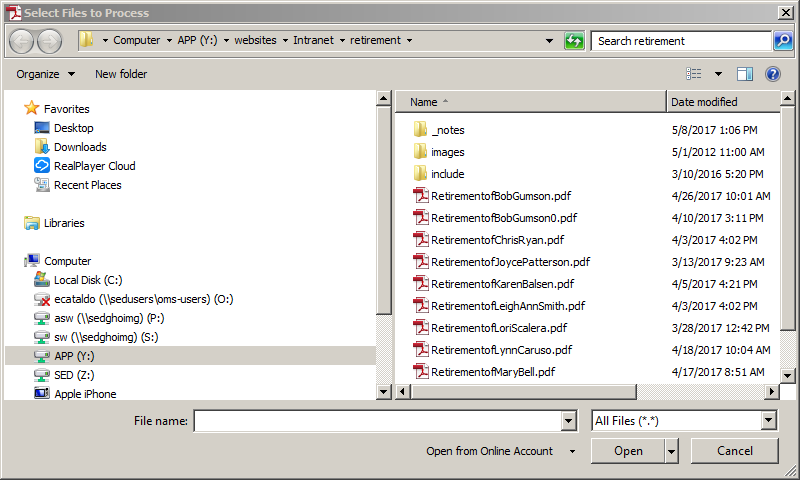 Select Files to Process
Computer APP (Y:) websites Intranet retirement Search retirement
Organize New folder
Favorites
Desktop
Downloads
RealPlayer Cloud
Recent Places
Libraries
Computer
Local Disk (C:)
ecataldo (\\sedusers\oms-users) (O:)
asw (\\sedghoimg) (P:)
sw (\\sedghoimg) (S:)
APP (Y:)
SED (Z:)
Apple iPhone
Name Date modified
_notes 5/8/2017 1:06 PM
images 5/1/2012 11:00 AM
include 3/10/2016 5:20 PM
RetirementofBobGumson.pdf 4/26/2017 10:01 AM
RetirementofBobGumson0.pdf 4/10/2017 3:11 PM
RetirementofChrisRyan.pdf 4/3/2017 4:02 PM
RetirementofJoycePatterson.pdf 3/13/2017 9:23 AM
RetirementofKarenBalsen.pdf 4/5/2017 4:21 PM
RetirementofLeighAnnSmith.pdf 4/3/2017 4:02 PM
RetirementofLoriScalera.pdf 3/28/2017 12:42 PM
RetirementofLynnCaruso.pdf 4/18/2017 10:04 AM
RetirementofMaryBell.pdf 4/17/2017 8:51 AM
File name: All Files (*.*)
Open from Online Account Open Cancel